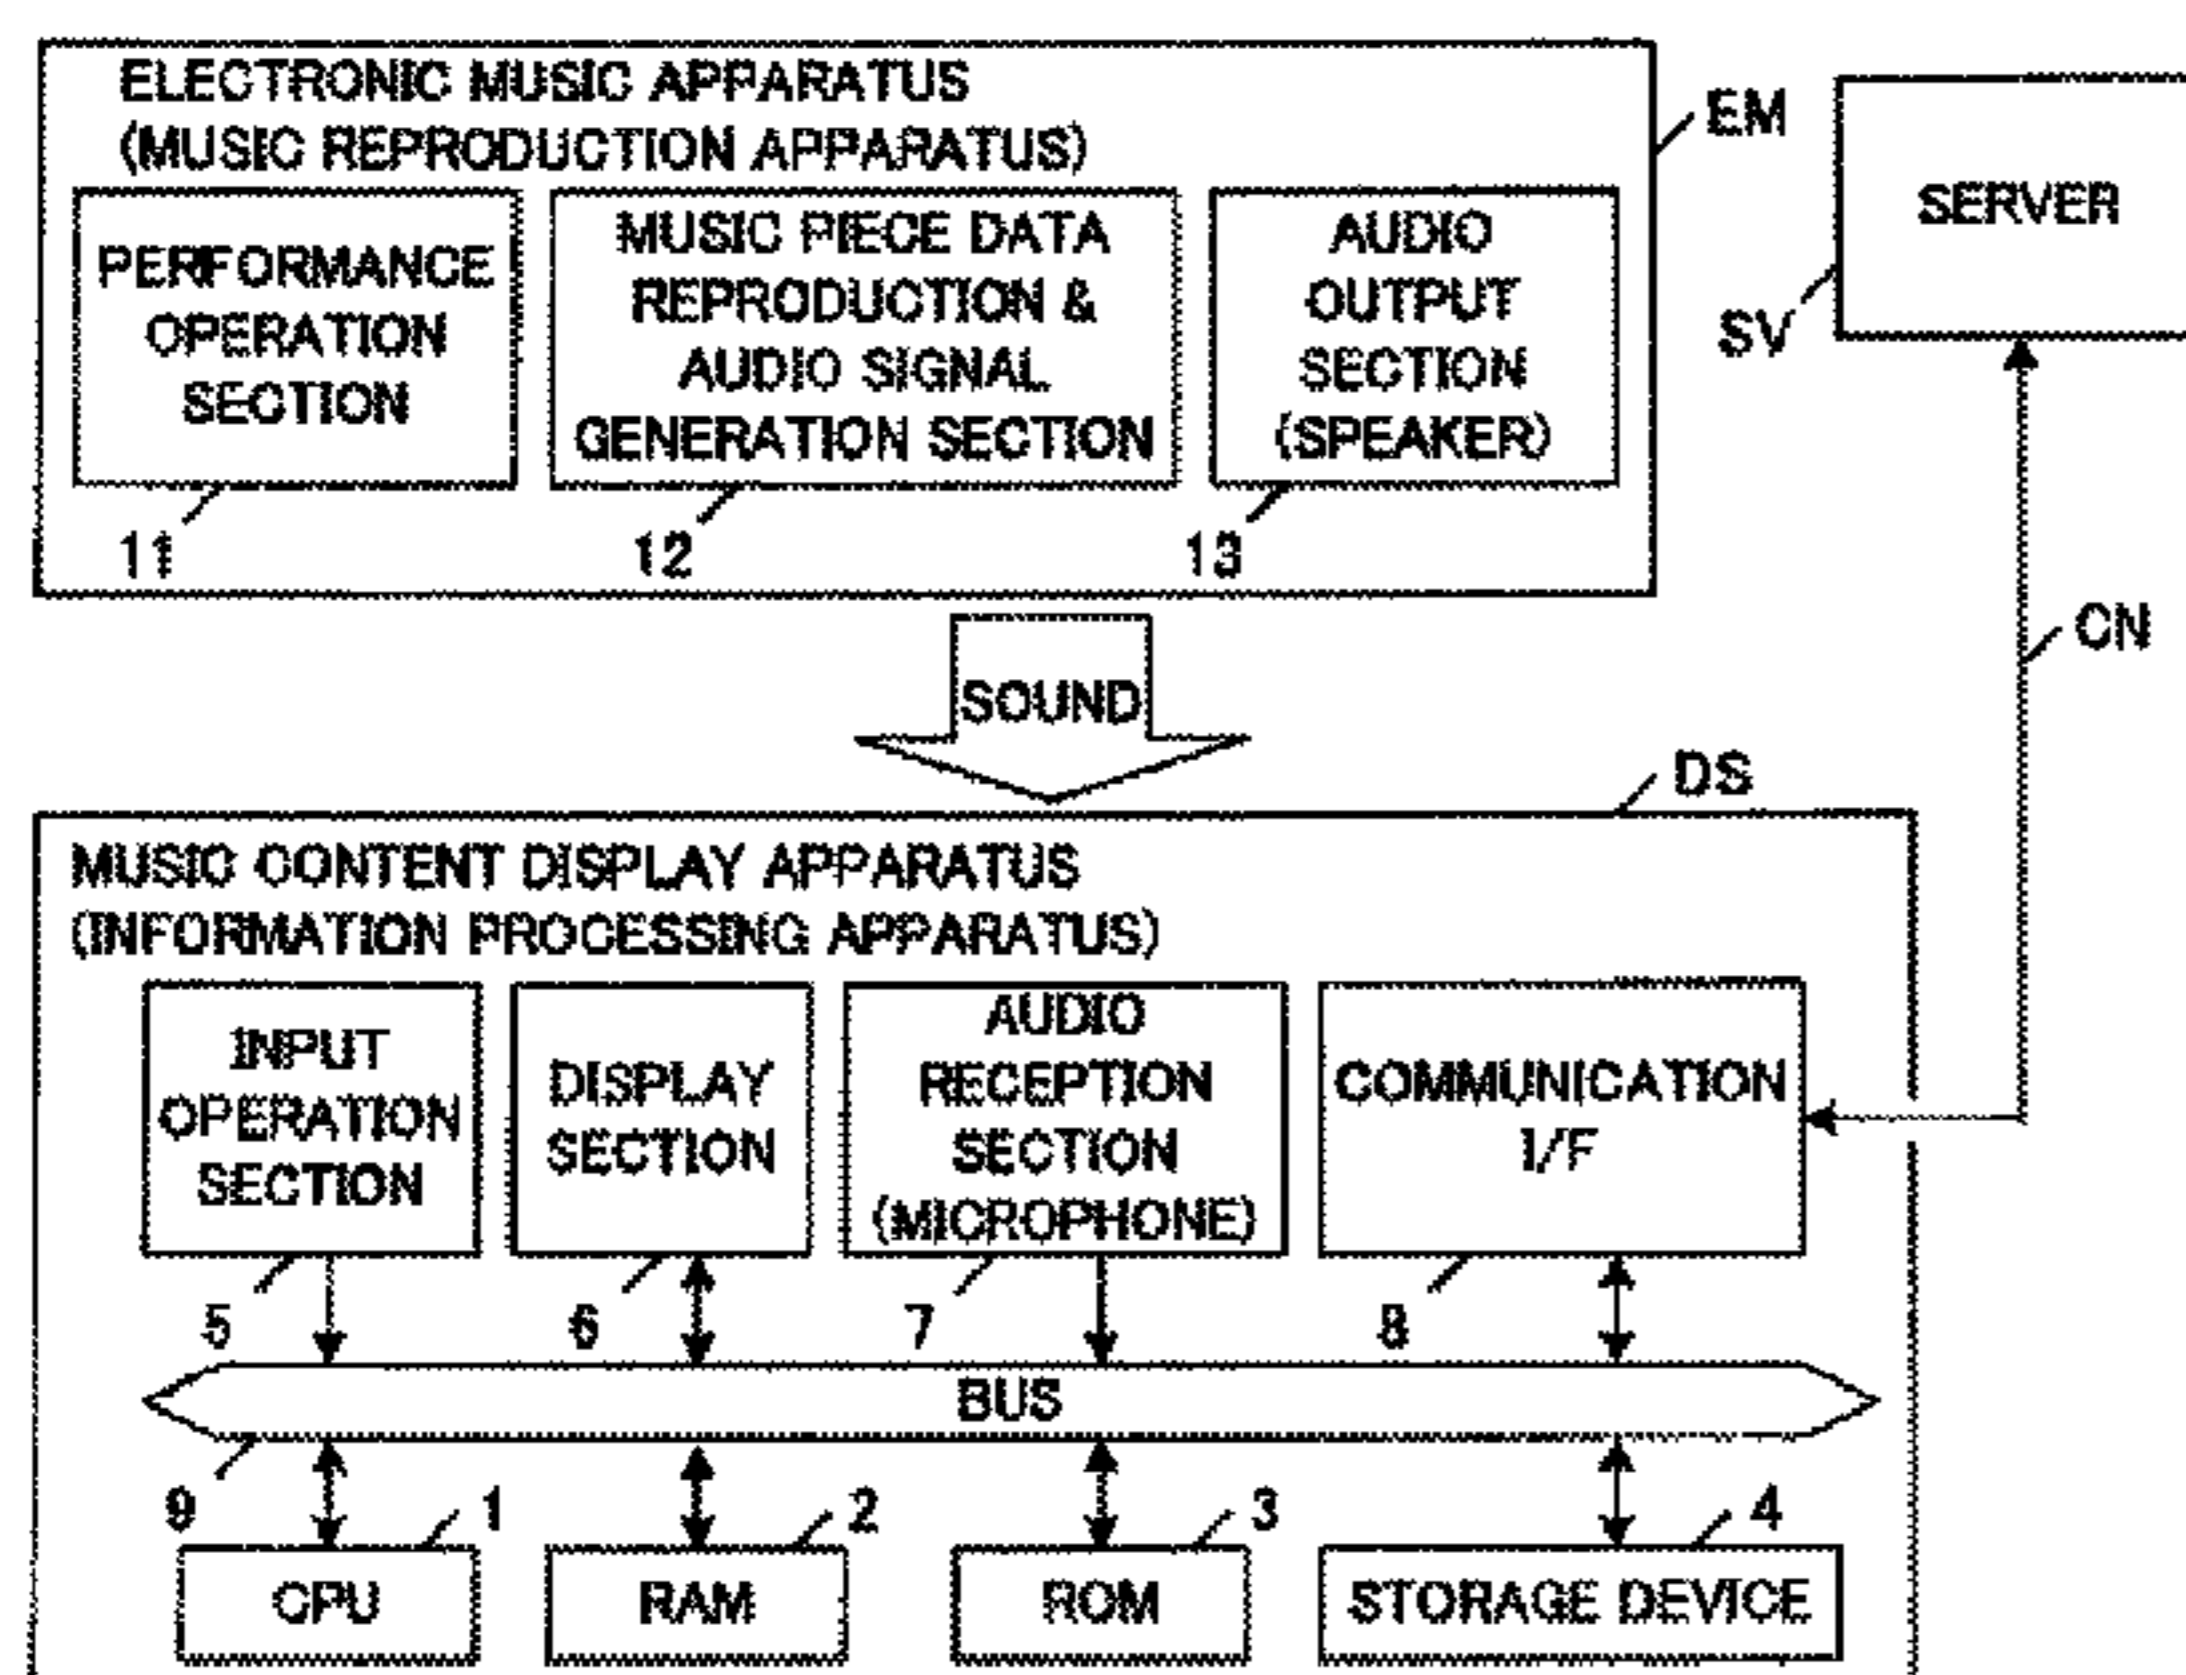 ELECTRONIC MUSIC APPARATUS
(MUSIC REPRODUCTION APPARATUS)
EM
SERVER
SV
PERFORMANCE
OPERATION
SECTION
MUSIC PIECE DATA
REPRODUCTION &
AUDIO SIGNAL
GENERATION SECTION
AUDIO
OUTPUT
SECTION
(SPEAKER)
11
12
13
CN
SOUND
DS
MUSIC CONTENT DISPLAY APPARATUS
(INFORMATION PROCESSING APPARATUS)
INPUT
OPERATION
SECTION
DISPLAY
SECTION
AUDIO
RECEPTION
SECTION
(MICROPHONE)
COMMUNICATION
I/F
5
6
7
8
BUS
9
1
2
3
4
CPU
RAM
ROM
STORAGE DEVICE